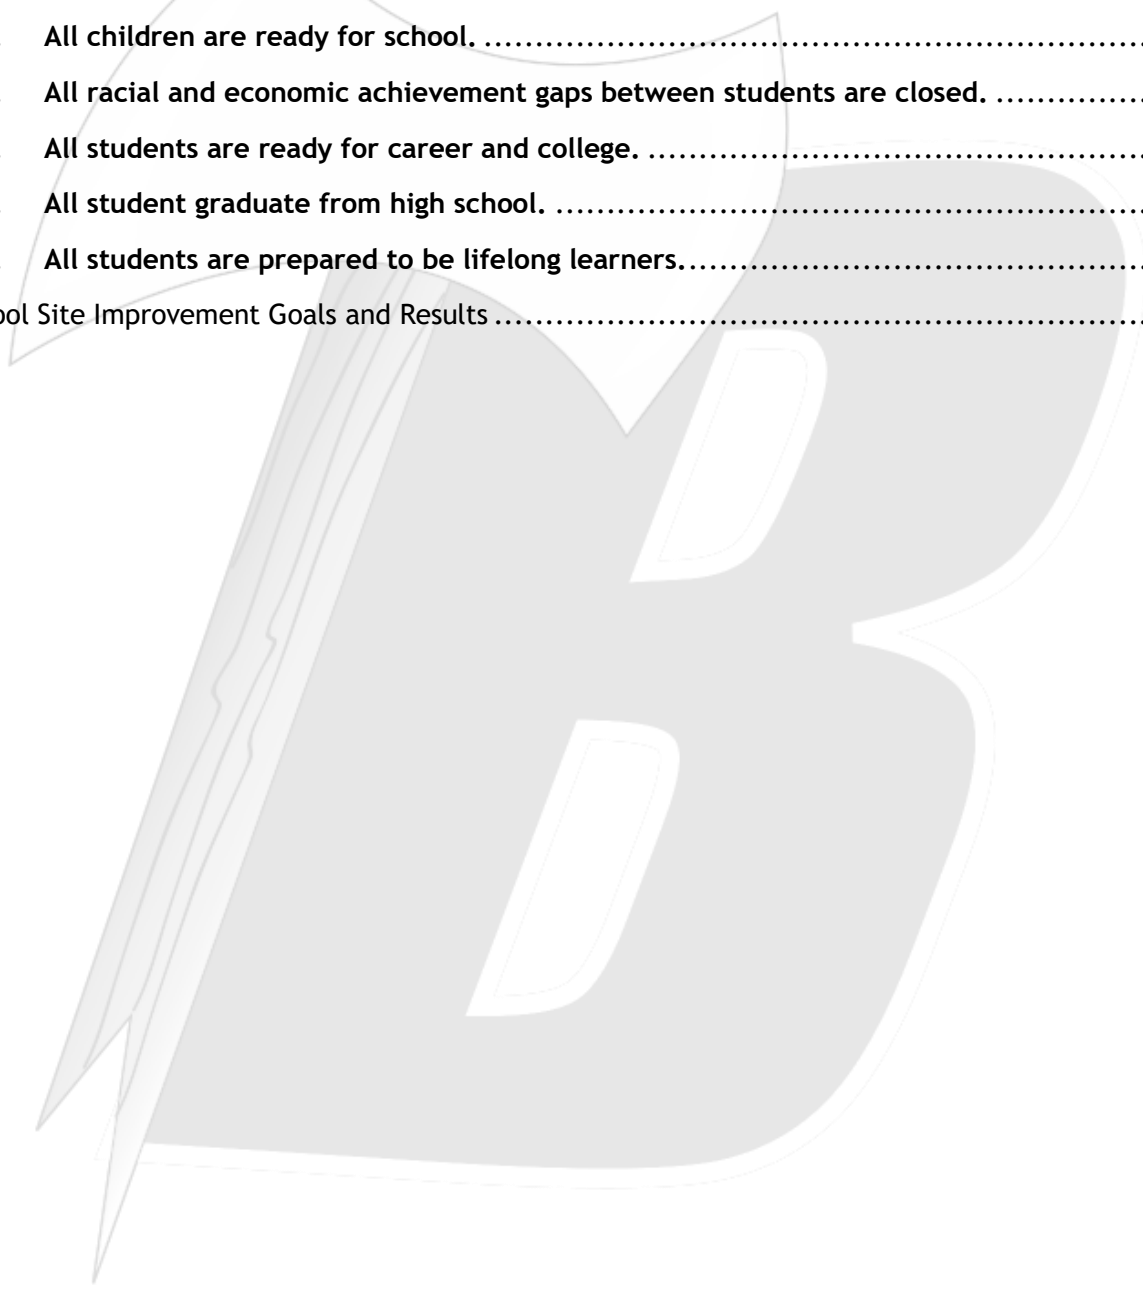 . All children are ready for school. ................................................................
. All racial and economic achievement gaps between students are closed. ...............
. All students are ready for career and college. ................................................
. All student graduate from high school. ...........................................................
. All students are prepared to be lifelong learners..............................................
ool Site Improvement Goals and Results ................................................................
B